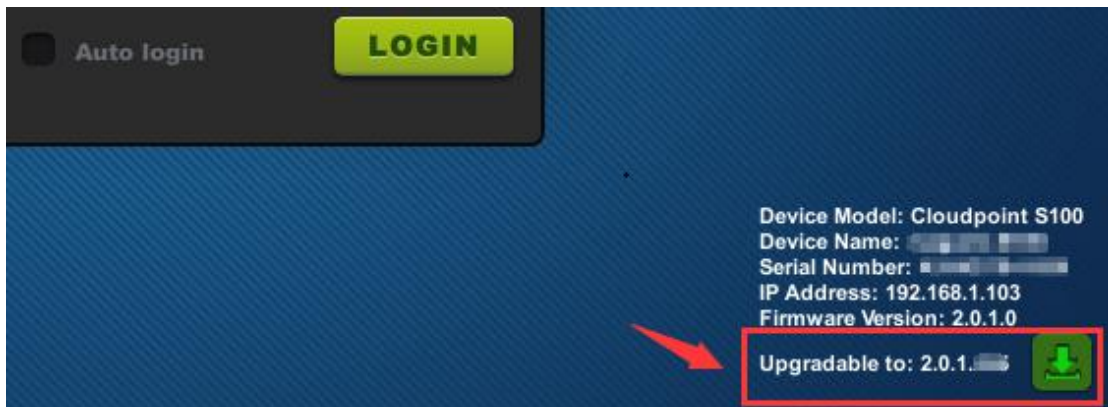 Auto login
LOGIN
Device Model: Cloudpoint S100
Device Name:
Serial Number:
IP Address: 192.168.1.103
Firmware Version: 2.0.1.0
Upgradable to: 2.0.1.